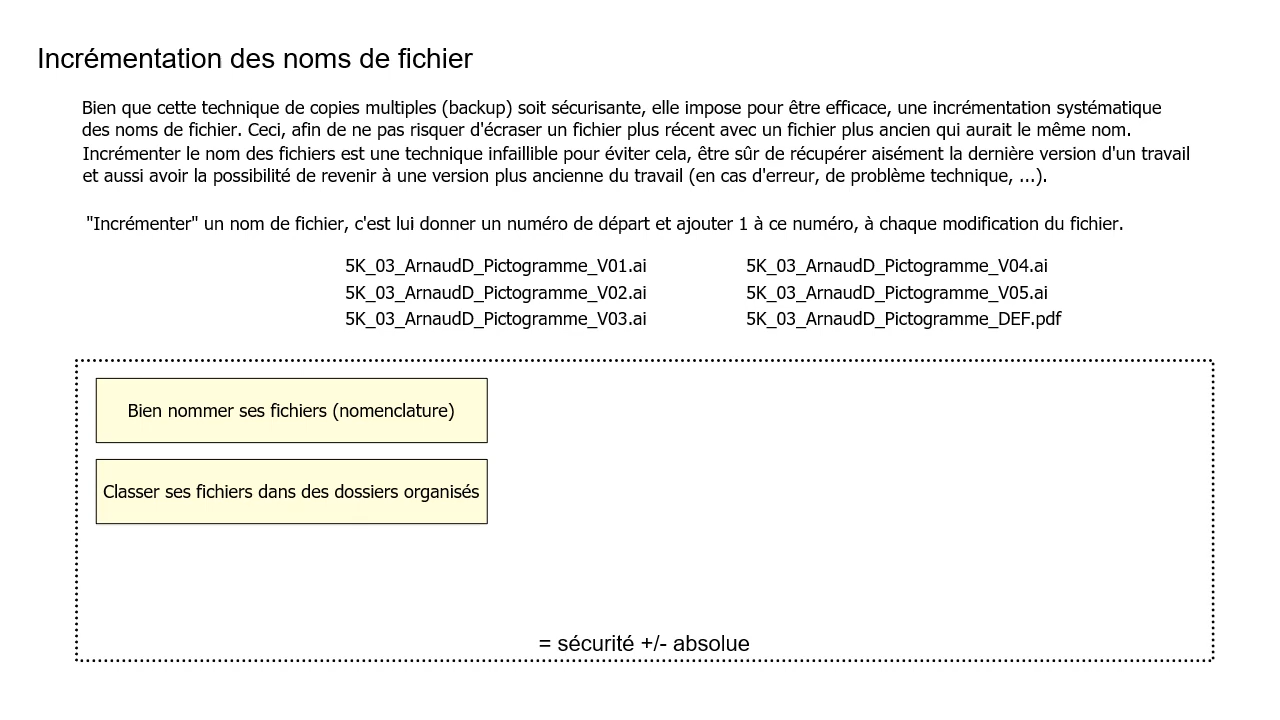 Incrémentation des noms de fichier
Bien que cette technique de copies multiples (backup) soit sécurisante, elle impose pour être efficace, une incrémentation systématique
des noms de fichier. Ceci, afin de ne pas risquer d'écraser un fichier plus récent avec un fichier plus ancien qui aurait le même nom.
Incrémenter le nom des fichiers est une technique infaillible pour éviter cela, être sûr de récupérer aisément la dernière version d'un travail
et aussi avoir la possibilité de revenir à une version plus ancienne du travail (en cas d'erreur, de problème technique, ...).
"Incrémenter" un nom de fichier, c'est lui donner un numéro de départ et ajouter 1 à ce numéro, à chaque modification du fichier.
5K_03_ArnaudD_Pictogramme_V01.ai
5K_03_ArnaudD_Pictogramme_V02.ai
5K_03_ArnaudD_Pictogramme_V03.ai
5K_03_ArnaudD_Pictogramme_V04.ai
5K_03_ArnaudD_Pictogramme_V05.ai
5K_03_ArnaudD_Pictogramme_DEF.pdf
Bien nommer ses fichiers (nomenclature)
Classer ses fichiers dans des dossiers organisés
= sécurité +/- absolue